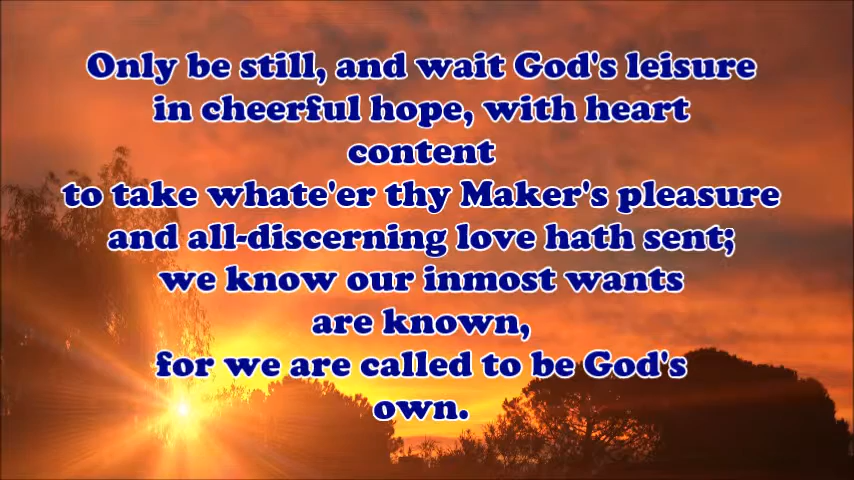 Only be still, and wait God's leisure
in cheerful hope, with heart
content
to take whate'er thy Maker's pleasure
and all-discerning love hath sent;
we know our inmost wants
are known,
for we are called to be God's
own.